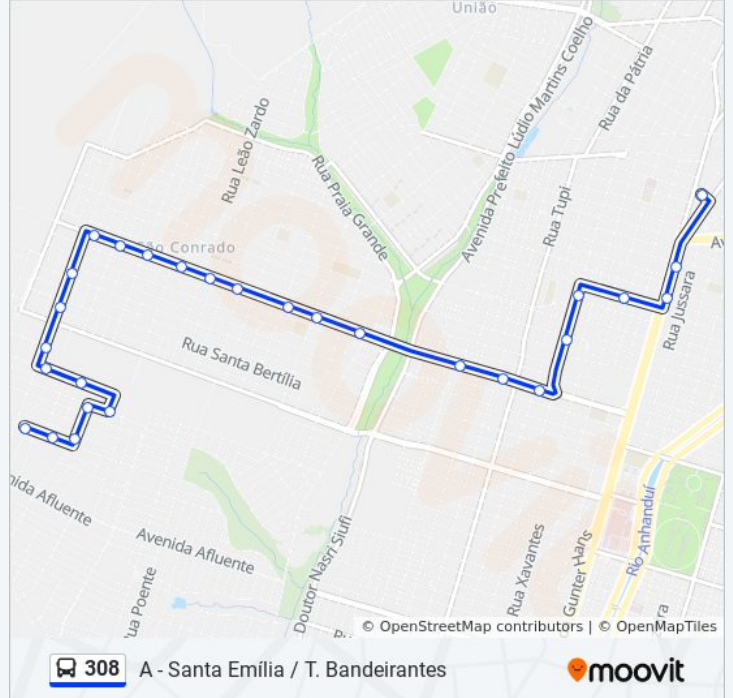 União
Avenida Prefeito Lúdio Martins Coelho
Rua da Pátria
Rua Leão Zardo
Rua Praia Grande
Rua Tupi
São Conrado
Av
Rua Jussara
Rua Santa Bertília
nida Afluente
Avenida Afluente
Rua Poente
Doutor Nasri Siufi
Rua Xavantes
Gunter Hans
Rio Anhanduí
© OpenStreetMap contributors | © OpenMapTiles
308 A - Santa Emília / T. Bandeirantes
moovit